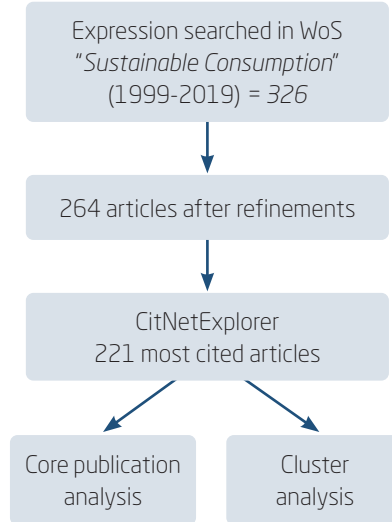 Expression searched in WoS
"Sustainable Consumption"
(1999-2019) = 326
264 articles after refinements
CitNetExplorer
221 most cited articles
Core publication
analysis
Cluster
analysis